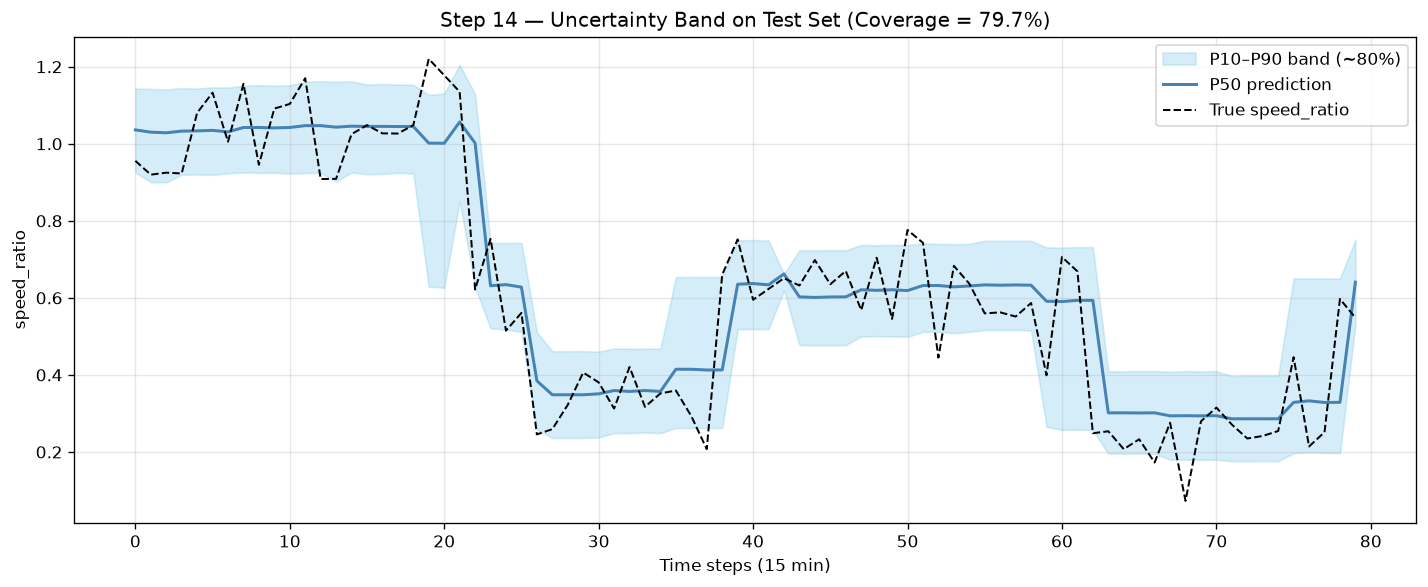 Step 14 — Uncertainty Band on Test Set (Coverage = 79.7%)
P10–P90 band (~80%)
P50 prediction
True speed_ratio
speed_ratio
1.2
1.0
0.8
0.6
0.4
0.2
0 10 20 30 40 50 60 70 80
Time steps (15 min)